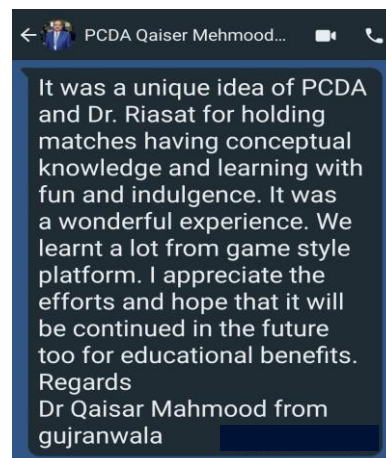 PCDA Qaiser Mehmood...
It was a unique idea of PCDA
and Dr. Riasat for holding
matches having conceptual
knowledge and learning with
fun and indulgence. It was
a wonderful experience. We
learnt a lot from game style
platform. I appreciate the
efforts and hope that it will
be continued in the future
too for educational benefits.
Regards
Dr Qaisar Mahmood from
gujranwala